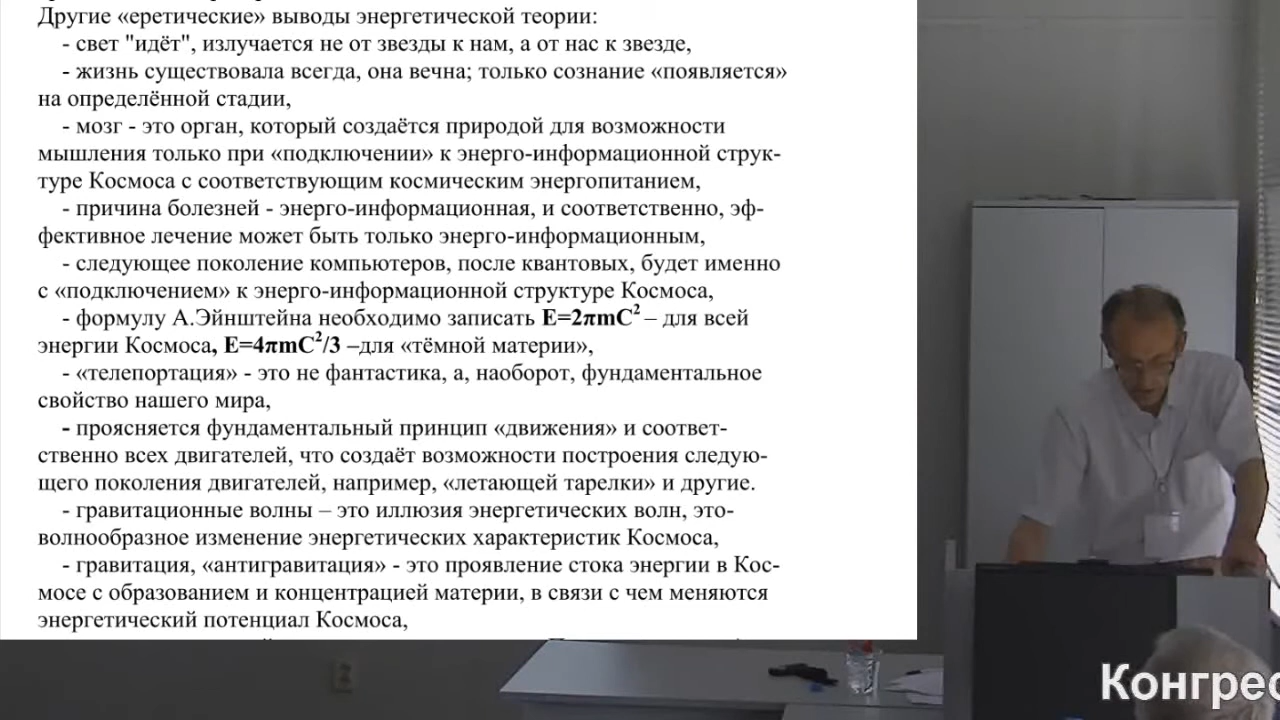 Другие «еретические» выводы энергетической теории:
- свет "идёт", излучается не от звезды к нам, а от нас к звезде,
- жизнь существовала всегда, она вечна; только сознание «появляется»
на определённой стадии,
- мозг - это орган, который создаётся природой для возможности
мышления только при «подключении» к энерго-информационной струк-
туре Космоса с соответствующим космическим энергопитанием,
- причина болезней - энерго-информационная, и соответственно, эф-
фективное лечение может быть только энерго-информационным,
- следующее поколение компьютеров, после квантовых, будет именно
с «подключением» к энерго-информационной структуре Космоса,
- формулу А.Эйнштейна необходимо записать E=2πmC² – для всей
энергии Космоса, E=4πmC²/3 –для «тёмной материи»,
- «телепортация» - это не фантастика, а, наоборот, фундаментальное
свойство нашего мира,
- проясняется фундаментальный принцип «движения» и соответ-
ственно всех двигателей, что создаёт возможности построения следую-
щего поколения двигателей, например, «летающей тарелки» и другие.
- гравитационные волны – это иллюзия энергетических волн, это-
волнообразное изменение энергетических характеристик Космоса,
- гравитация, «антигравитация» - это проявление стока энергии в Кос-
мосе с образованием и концентрацией материи, в связи с чем меняются
энергетический потенциал Космоса,
Конгрес